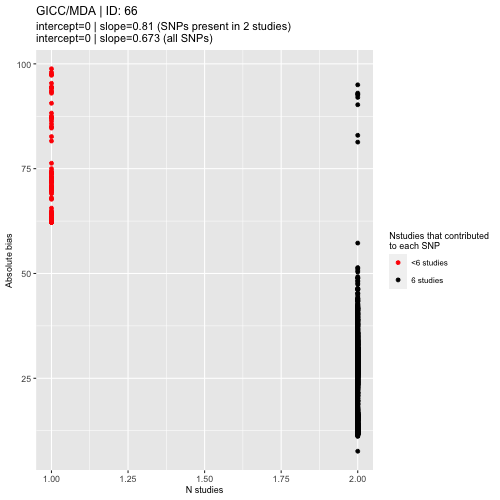 GICC/MDA | ID: 66
intercept=0 | slope=0.81 (SNPs present in 2 studies)
intercept=0 | slope=0.673 (all SNPs)
100
75
50
25
Absolute bias
1.00 1.25 1.50 1.75 2.00
N studies
Nstudies that contributed
to each SNP
<6 studies
6 studies